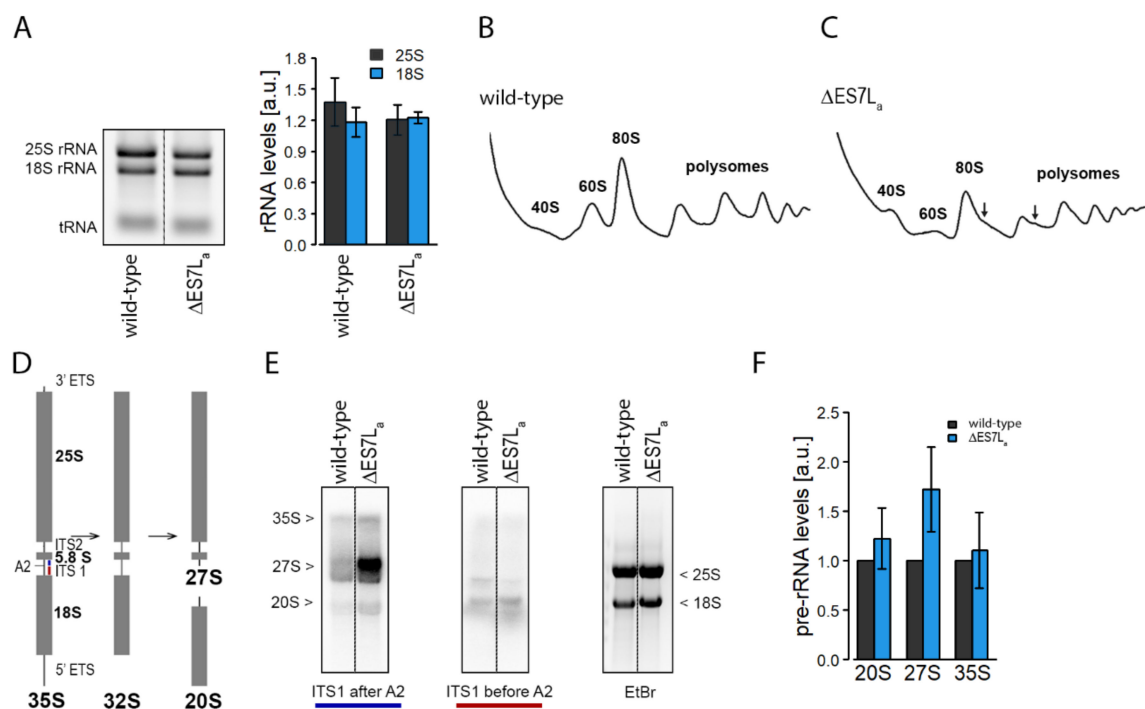 A
25S rRNA
18S rRNA
tRNA
wild-type
ΔES7La
rRNA levels [a.u.]
1.8
1.5
1.2
0.9
0.6
0.3
0.0
25S
18S
wild-type
ΔES7La
B
wild-type
40S
60S
80S
polysomes
C
ΔES7La
40S
60S
80S
polysomes
D
3' ETS
25S
ITS2
5.8 S
A2
ITS 1
18S
5' ETS
35S
32S
27S
20S
E
wild-type
ΔES7La
35S >
27S >
20S >
ITS1 after A2
wild-type
ΔES7La
ITS1 before A2
wild-type
ΔES7La
< 25S
< 18S
EtBr
F
pre-rRNA levels [a.u.]
2.5
2.0
1.5
1.0
0.5
0.0
wild-type
ΔES7La
20S 27S 35S